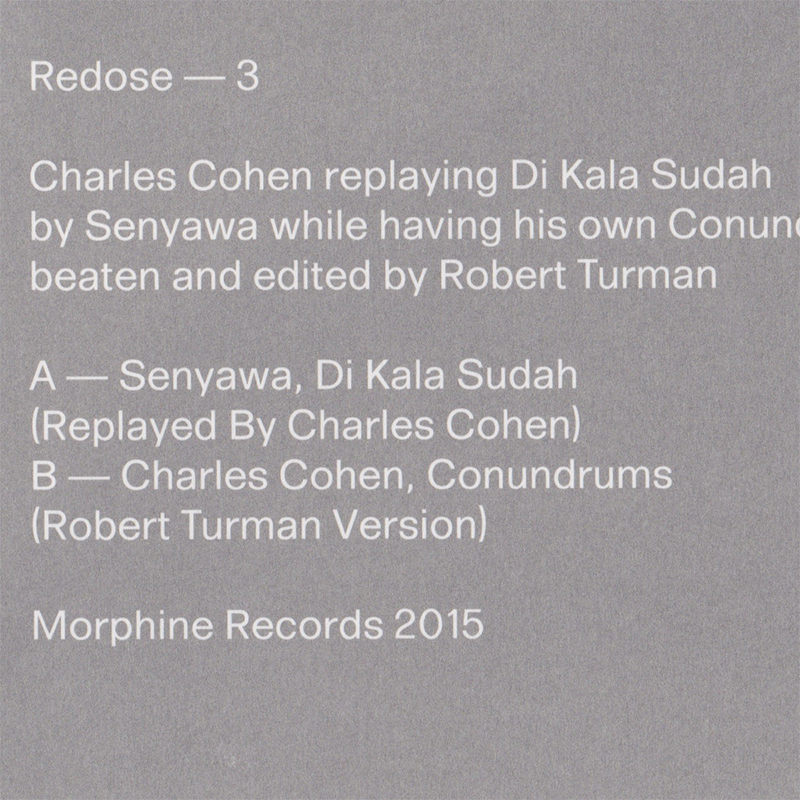 Redose — 3
Charles Cohen replaying Di Kala Sudah
by Senyawa while having his own
beaten and edited by Robert Turman
A — Senyawa, Di Kala Sudah
(Replayed By Charles Cohen)
B — Charles Cohen, Conundrums
(Robert Turman Version)
Morphine Records 2015